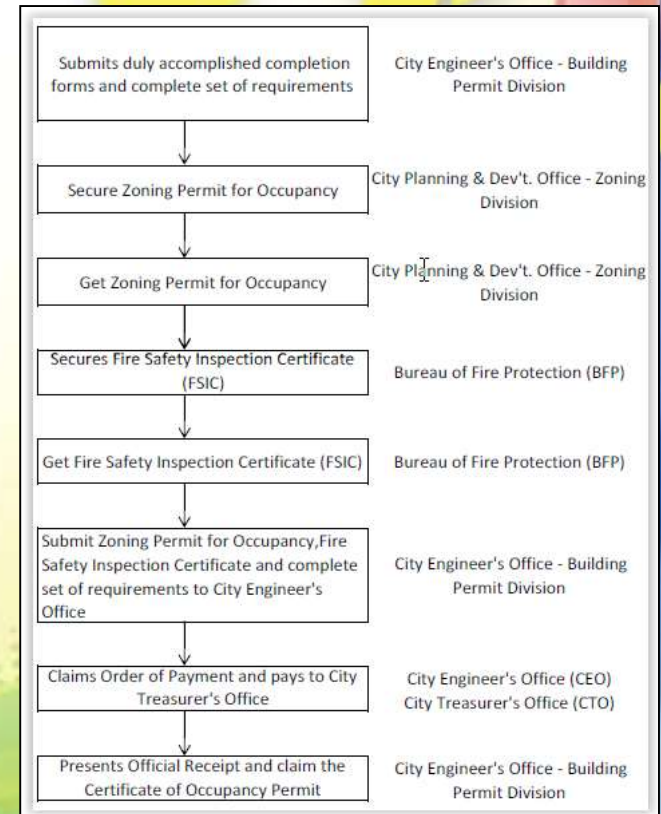 Submits duly accomplished completion
forms and complete set of requirements
City Engineer's Office - Building
Permit Division
Secure Zoning Permit for Occupancy
City Planning & Dev't. Office - Zoning
Division
Get Zoning Permit for Occupancy
City Planning & Dev't. Office - Zoning
Division
Secures Fire Safety Inspection Certificate
(FSIC)
Bureau of Fire Protection (BFP)
Get Fire Safety Inspection Certificate (FSIC)
Bureau of Fire Protection (BFP)
Submit Zoning Permit for Occupancy,Fire
Safety Inspection Certificate and complete
set of requirements to City Engineer's
Office
City Engineer's Office - Building
Permit Division
Claims Order of Payment and pays to City
Treasurer's Office
City Engineer's Office (CEO)
City Treasurer's Office (CTO)
Presents Official Receipt and claim the
Certificate of Occupancy Permit
City Engineer's Office - Building
Permit Division